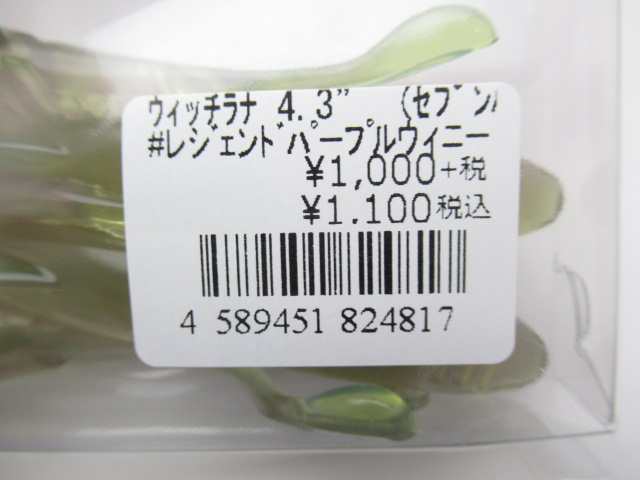 ウィッチラナ 4.3" (セブン
#レジェンドパープルウィニー
¥1,000+税
¥1.100税込
4 589451 824817